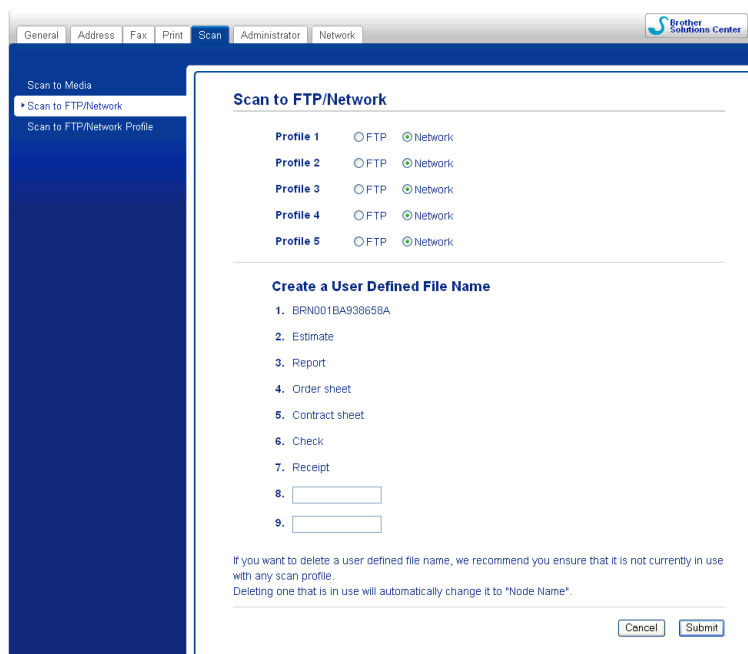 General Address Fax Print Scan Administrator Network
Brother
Solutions Center
Scan to Media
Scan to FTP/Network
Scan to FTP/Network Profile
Scan to FTP/Network
Profile 1 FTP Network
Profile 2 FTP Network
Profile 3 FTP Network
Profile 4 FTP Network
Profile 5 FTP Network
Create a User Defined File Name
1. BRN001BA938658A
2. Estimate
3. Report
4. Order sheet
5. Contract sheet
6. Check
7. Receipt
8.
9.
If you want to delete a user defined file name, we recommend you ensure that it is not currently in use
with any scan profile.
Deleting one that is in use will automatically change it to "Node Name".
Cancel Submit